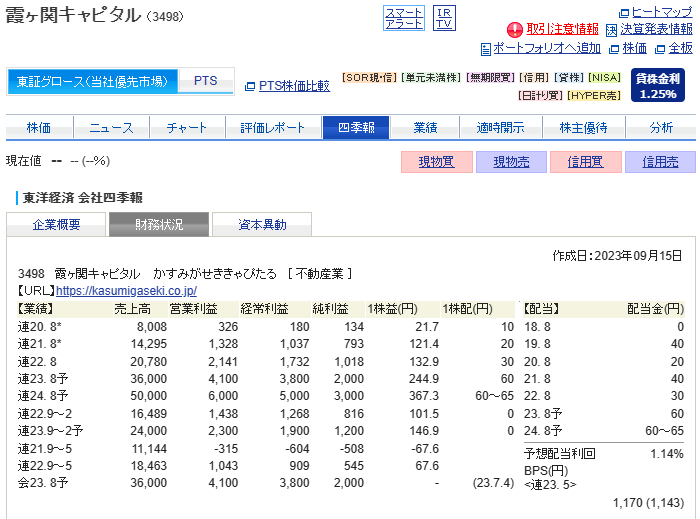 霞ヶ関キャピタル（3498）
スマートアラート
IRTV
ヒートマップ
取引注意情報 決算発表情報
ポートフォリオへ追加 株価 全板
東証グロース（当社優先市場） PTS PTS株価比較
[SOR現・信] [単元未満株] [無期限買] [信用] [貸株] [NISA]
[日計り買] [HYPER売]
貸株金利
1.25%
株価 ニュース チャート 評価レポート 四季報 業績 適時開示 株主優待 分析
現在値 -- -- (--%) 現物買 現物売 信用買 信用売
東洋経済 会社四季報
企業概要 財務状況 資本異動
作成日：2023年09月15日
3498 霞ヶ関キャピタル かすみがせききゃぴたる ［ 不動産業 ］
【URL】https://kasumigaseki.co.jp/
【業績】 売上高 営業利益 経常利益 純利益 1株益(円) 1株配(円) 【配当】 配当金(円)
連20. 8* 8,008 326 180 134 21.7 10 18. 8 0
連21. 8* 14,295 1,328 1,037 793 121.4 20 19. 8 40
連22. 8 20,780 2,141 1,732 1,018 132.9 30 20. 8 20
連23. 8予 36,000 4,100 3,800 2,000 244.9 60 21. 8 40
連24. 8予 50,000 6,000 5,000 3,000 367.3 60～65 22. 8 30
連22.9～2 16,489 1,438 1,268 816 101.5 0 23. 8予 60
連23.9～2予 24,000 2,300 1,900 1,200 146.9 0 24. 8予 60～65
連21.9～5 11,144 -315 -604 -508 -67.6 予想配当利回 1.14%
連22.9～5 18,463 1,043 909 545 67.6 BPS(円)
会23. 8予 36,000 4,100 3,800 2,000 - (23.7.4) <連23. 5>
1,170 (1,143)